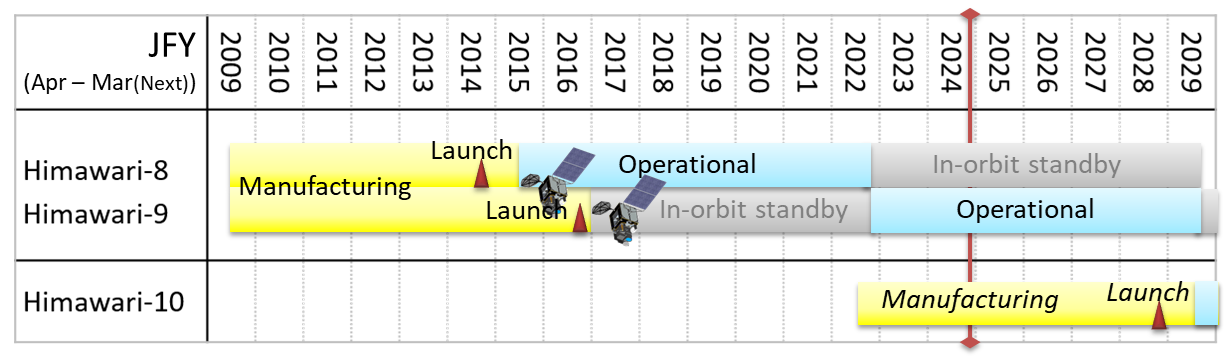 JFY
(Apr – Mar(Next))
2009
2010
2011
2012
2013
2014
2015
2016
2017
2018
2019
2020
2021
2022
2023
2024
2025
2026
2027
2028
2029
Himawari-8
Launch
Operational
In-orbit standby
Manufacturing
Himawari-9
Launch
In-orbit standby
Operational
Himawari-10
Manufacturing
Launch